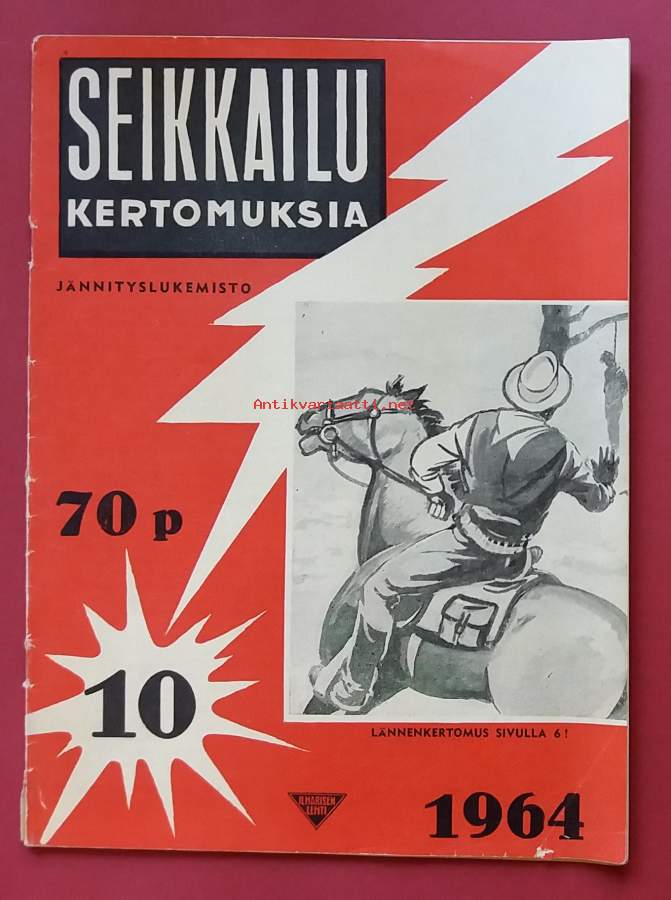 SEIKKAILU
KERTOMUKSIA
JÄNNITYSLUKEMISTO
Antikvariaatti.net
70 p
10
LÄNNENKERTOMUS SIVULLA 6!
ILMARISEN
LEHTI
1964